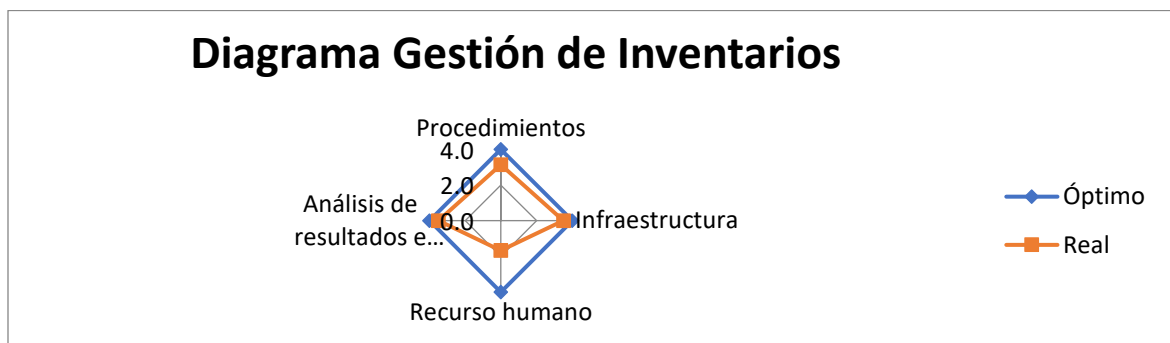 Diagrama Gestión de Inventarios
Procedimientos
4.0
2.0
0.0
Análisis de
resultados e...
Infraestructura
Recurso humano
Óptimo
Real